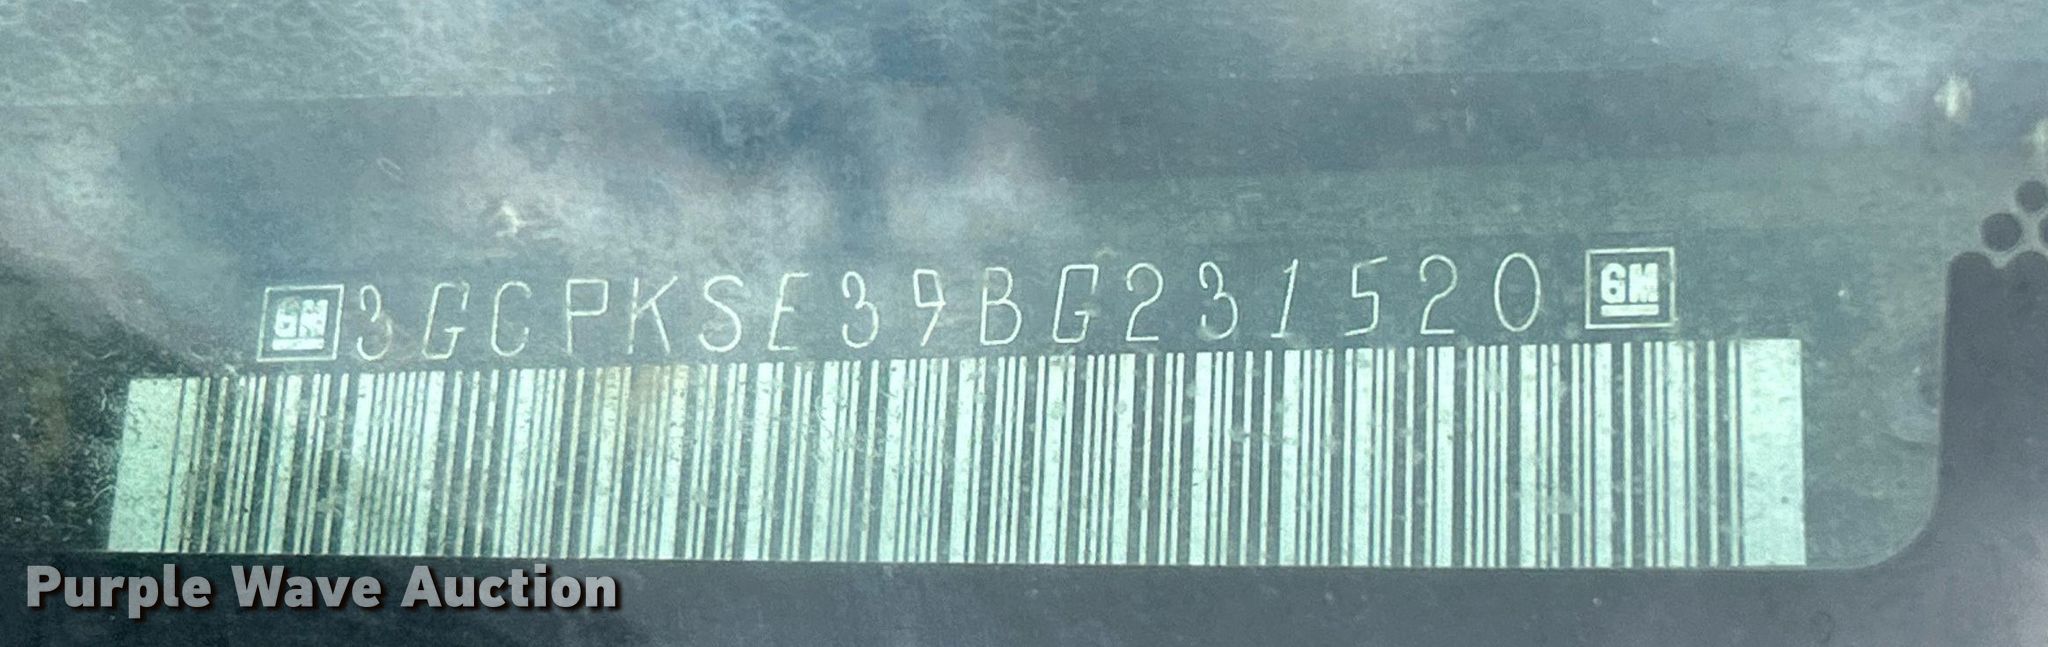 GM 3GCPKSE39BG231520 GM
Purple Wave Auction